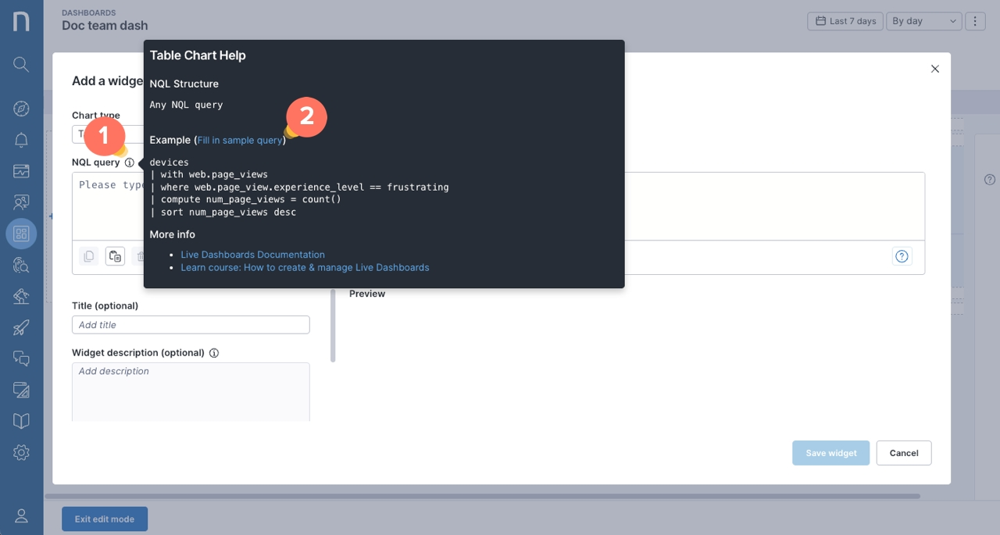 DASHBOARDS
Doc team dash
Last 7 days
By day
Add a widge
Chart type
T
1
NQL query
Please type
Table Chart Help
NQL Structure
Any NQL query
2
Example (Fill in sample query)
devices
| with web.page_views
| where web.page_view.experience_level == frustrating
| compute num_page_views = count()
| sort num_page_views desc
More info
• Live Dashboards Documentation
• Learn course: How to create & manage Live Dashboards
Title (optional)
Add title
Widget description (optional)
Add description
Preview
Save widget
Cancel
Exit edit mode